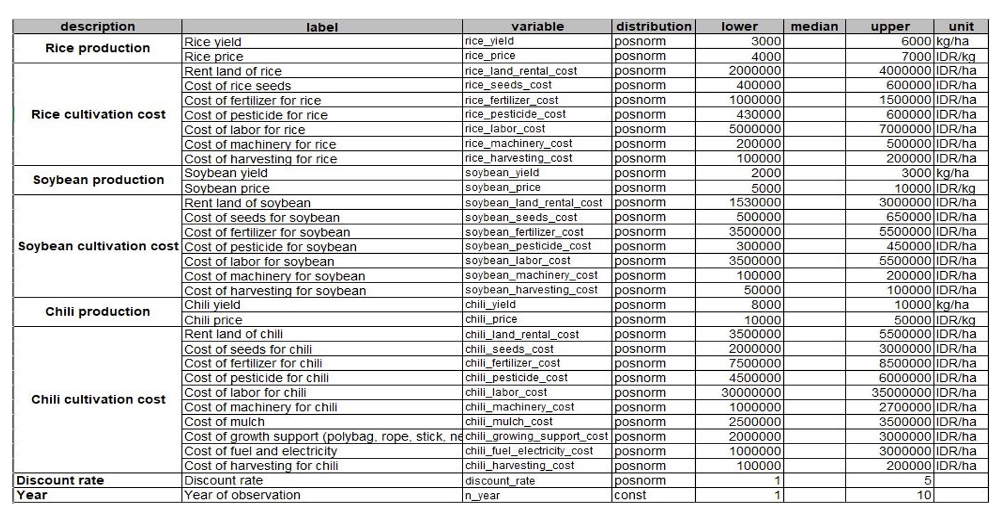 description label variable distribution lower median upper unit
Rice production Rice yield rice_yield posnorm 3000 6000 kg/ha
Rice price rice_price posnorm 4000 7000 IDR/kg
Rice cultivation cost Rent land of rice rice_land_rental_cost posnorm 2000000 4000000 IDR/ha
Cost of rice seeds rice_seeds_cost posnorm 400000 600000 IDR/ha
Cost of fertilizer for rice rice_fertilizer_cost posnorm 1000000 1500000 IDR/ha
Cost of pesticide for rice rice_pesticide_cost posnorm 430000 600000 IDR/ha
Cost of labor for rice rice_labor_cost posnorm 5000000 7000000 IDR/ha
Cost of machinery for rice rice_machinery_cost posnorm 200000 500000 IDR/ha
Cost of harvesting for rice rice_harvesting_cost posnorm 100000 200000 IDR/ha
Soybean production Soybean yield soybean_yield posnorm 2000 3000 kg/ha
Soybean price soybean_price posnorm 5000 10000 IDR/kg
Soybean cultivation cost Rent land of soybean soybean_land_rental_cost posnorm 1530000 3000000 IDR/ha
Cost of seeds for soybean soybean_seeds_cost posnorm 500000 650000 IDR/ha
Cost of fertilizer for soybean soybean_fertilizer_cost posnorm 3500000 5500000 IDR/ha
Cost of pesticide for soybean soybean_pesticide_cost posnorm 300000 450000 IDR/ha
Cost of labor for soybean soybean_labor_cost posnorm 3500000 5500000 IDR/ha
Cost of machinery for soybean soybean_machinery_cost posnorm 100000 200000 IDR/ha
Cost of harvesting for soybean soybean_harvesting_cost posnorm 50000 100000 IDR/ha
Chili production Chili yield chili_yield posnorm 8000 10000 kg/ha
Chili price chili_price posnorm 10000 50000 IDR/kg
Chili cultivation cost Rent land of chili chili_land_rental_cost posnorm 3500000 5500000 IDR/ha
Cost of seeds for chili chili_seeds_cost posnorm 2000000 3000000 IDR/ha
Cost of fertilizer for chili chili_fertilizer_cost posnorm 7500000 8500000 IDR/ha
Cost of pesticide for chili chili_pesticide_cost posnorm 4500000 6000000 IDR/ha
Cost of labor for chili chili_labor_cost posnorm 30000000 35000000 IDR/ha
Cost of machinery for chili chili_machinery_cost posnorm 1000000 2700000 IDR/ha
Cost of mulch chili_mulch_cost posnorm 2500000 3500000 IDR/ha
Cost of growth support (polybag, rope, stick, ne chili_growing_support_cost posnorm 2000000 3000000 IDR/ha
Cost of fuel and electricity chili_fuel_electricity_cost posnorm 1000000 3000000 IDR/ha
Cost of harvesting for chili chili_harvesting_cost posnorm 100000 200000 IDR/ha
Discount rate Discount rate discount_rate posnorm 1 5
Year Year of observation n_year const 1 10